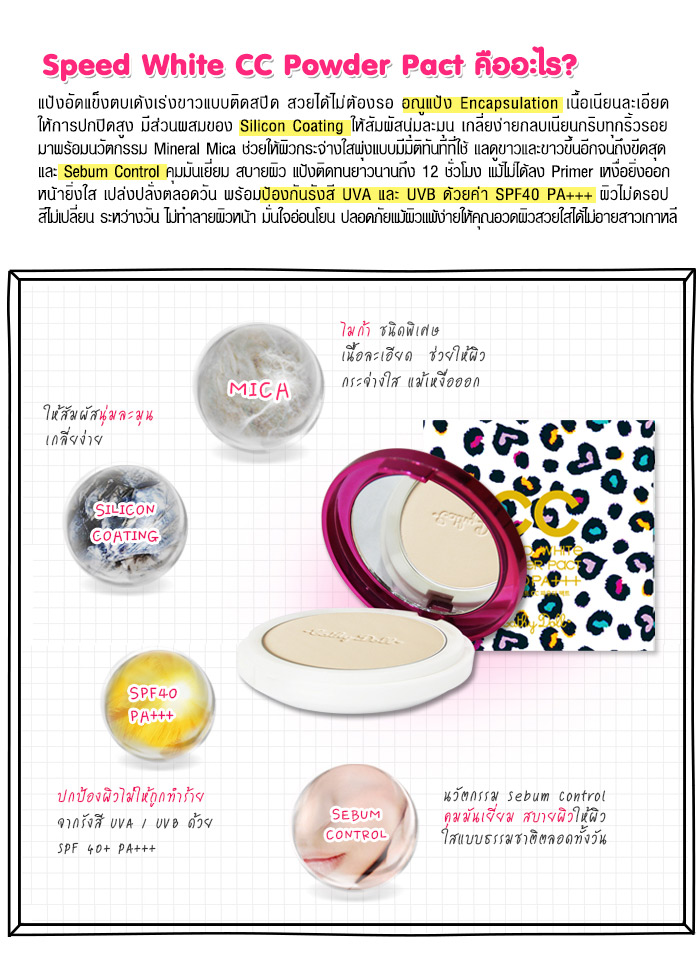 Speed White CC Powder Pact คืออะไร?
แป้งอัดแข็งตบเด้งเร่งขาวแบบติดสปีด สวยได้ไม่ต้องรอ อณูแป้ง Encapsulation เนื้อเนียนละเอียด
ให้การปกปิดสูง มีส่วนผสมของ Silicon Coating ให้สัมผัสนุ่มละมุน เกลี่ยง่ายกลบเนียนกริบทุกริ้วรอย
มาพร้อมนวัตกรรม Mineral Mica ช่วยให้ผิวกระจ่างใสพุ่งแบบมีมิติทันทีที่ใช้ แลดูขาวและขาวขึ้นอีกจนถึงขีดสุด
และ Sebum Control คุมมันเยี่ยม สบายผิว แป้งติดทนยาวนานถึง 12 ชั่วโมง แม้ไม่ได้ลง Primer เหงื่อยิ่งออก
หน้ายิ่งใส เปล่งปลั่งตลอดวัน พร้อมป้องกันรังสี UVA และ UVB ด้วยค่า SPF40 PA+++ ผิวไม่ดรอป
สีไม่เปลี่ยน ระหว่างวัน ไม่ทำลายผิวหน้า มั่นใจอ่อนโยน ปลอดภัยแม้ผิวแพ้ง่ายให้คุณอวดผิวสวยใสได้ไม่อายสาวเกาหลี
ไมก้า ชนิดพิเศษ
เนื้อละเอียด ช่วยให้ผิว
กระจ่างใส แม้เหงื่อออก
MICA
ให้สัมผัสนุ่มละมุน
เกลี่ยง่าย
SILICON
COATING
CC
SPF40
PA+++
ปกป้องผิวไม่ให้ถูกทำร้าย
จากรังสี UVA / UVB ด้วย
SPF 40+ PA+++
SEBUM
CONTROL
นวัตกรรม Sebum Control
คุมมันเยี่ยม สบายผิวให้ผิว
ใสแบบธรรมชาติตลอดทั้งวัน